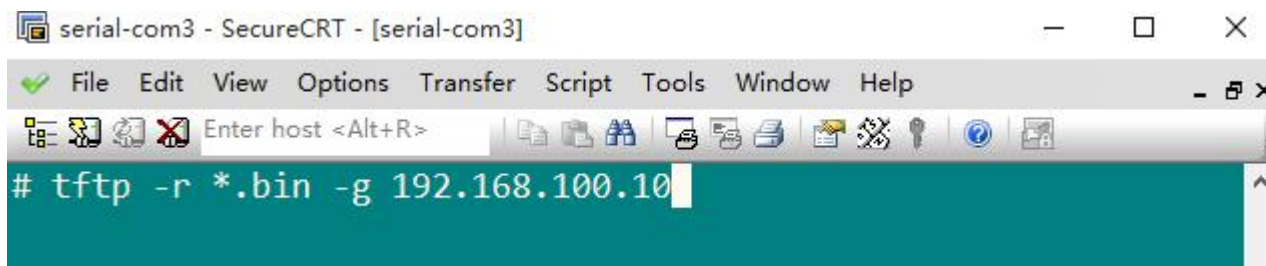 serial-com3 - SecureCRT - [serial-com3]
File Edit View Options Transfer Script Tools Window Help
Enter host <Alt+R>
# tftp -r *.bin -g 192.168.100.10